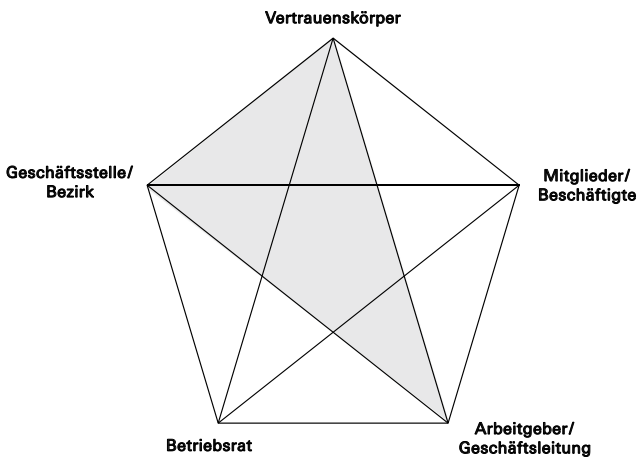 Vertrauenskörper
Geschäftsstelle/
Bezirk
Mitglieder/
Beschäftigte
Betriebsrat
Arbeitgeber/
Geschäftsleitung